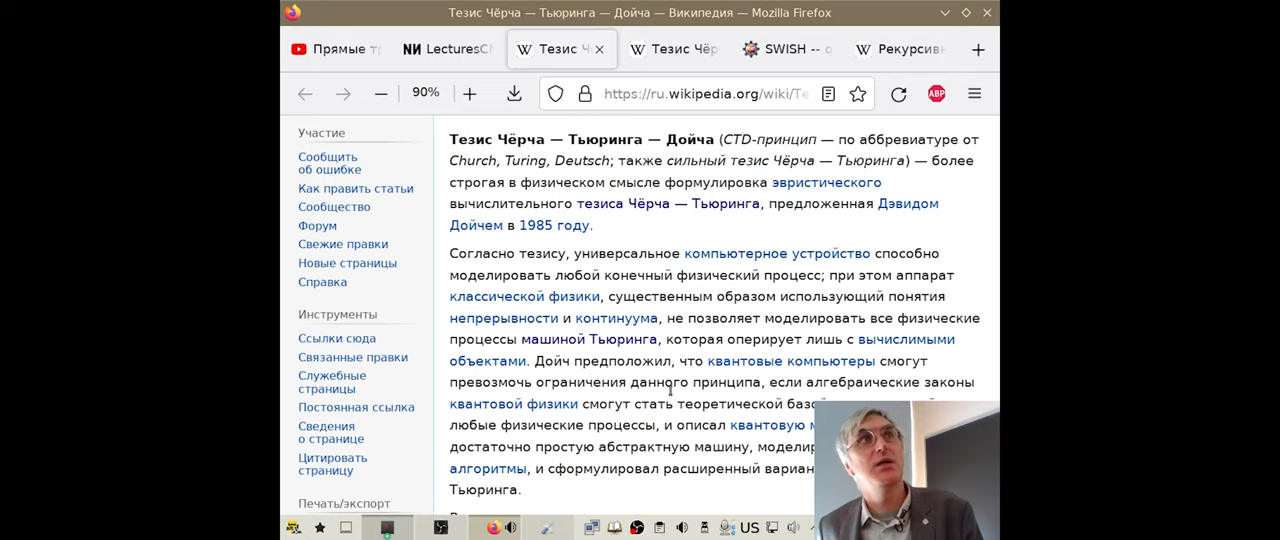 Тезис Чёрча — Тьюринга — Дойча — Википедия — Mozilla Firefox
Прямые
LecturesC
Тезис
Тезис Чёр
SWISH --
Рекурсив
90%
https://ru.wikipedia.org/wiki/Те
ABP
Участие
Сообщить
об ошибке
Как править статьи
Сообщество
Форум
Свежие правки
Новые страницы
Справка
Инструменты
Ссылки сюда
Связанные правки
Служебные
страницы
Постоянная ссылка
Сведения
о странице
Цитировать
страницу
Печать/экспорт
Тезис Чёрча — Тьюринга — Дойча (CTD-принцип — по аббревиатуре от
Church, Turing, Deutsch; также сильный тезис Чёрча — Тьюринга) — более
строгая в физическом смысле формулировка эвристического
вычислительного тезиса Чёрча — Тьюринга, предложенная Дэвидом
Дойчем в 1985 году.
Согласно тезису, универсальное компьютерное устройство способно
моделировать любой конечный физический процесс; при этом аппарат
классической физики, существенным образом использующий понятия
непрерывности и континуума, не позволяет моделировать все физические
процессы машиной Тьюринга, которая оперирует лишь с вычислимыми
объектами. Дойч предположил, что квантовые компьютеры смогут
превозмочь ограничения данного принципа, если алгебраические законы
квантовой физики смогут стать теоретической
любые физические процессы, и описал квантовую
достаточно простую абстрактную машину,
алгоритмы, и сформулировал расширенный
Тьюринга.
US